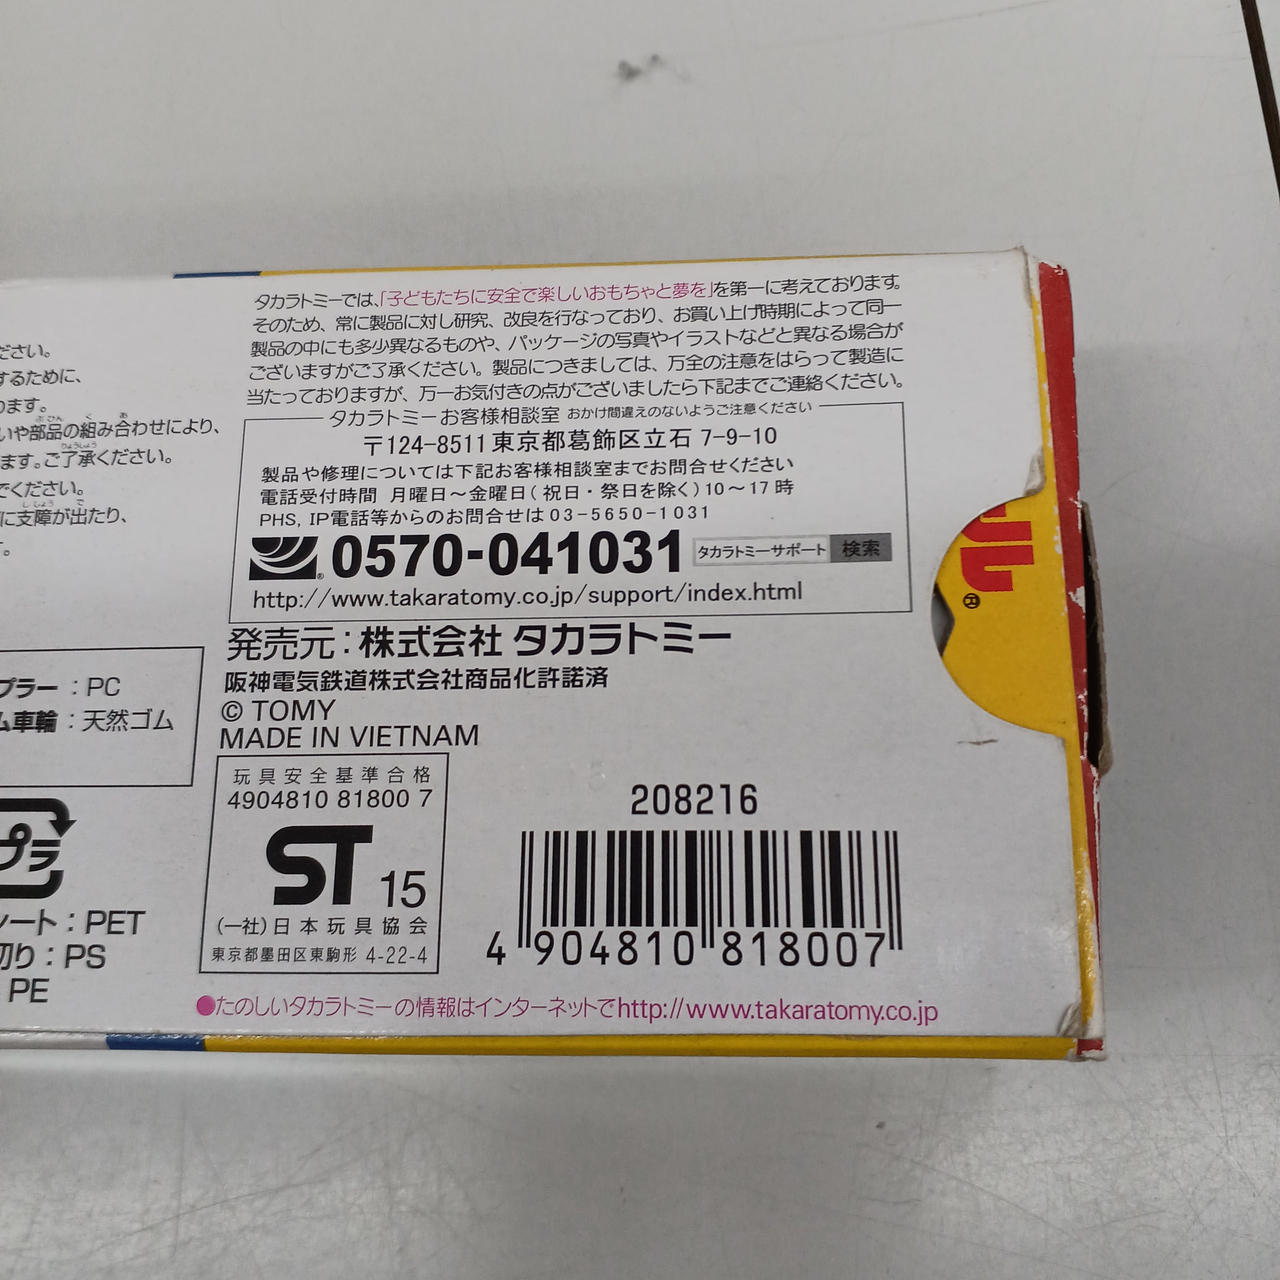 タカラトミーでは、「子どもたちに安全で楽しいおもちゃと夢を」を第一に考えております。
そのため、常に製品に対し研究、改良を行なっており、お買い上げ時期によって同一
製品の中にも多少異なるものや、パッケージの写真やイラストなどと異なる場合が
ございますがご了承ください。製品につきましては、万全の注意をはらって製造に
当たっておりますが、万一お気付きの点がございましたら下記までご連絡ください。
タカラトミーお客様相談室 おかけ間違えのないようご注意ください
〒124-8511 東京都葛飾区立石 7-9-10
製品や修理については下記お客様相談室までお問合せください
電話受付時間 月曜日〜金曜日(祝日・祭日を除く)10〜17時
PHS, IP電話等からのお問合せは03-5650-1031
0570-041031 タカラトミーサポート 検索
http://www.takaratomy.co.jp/support/index.html
発売元:株式会社 タカラトミー
阪神電気鉄道株式会社商品化許諾済
© TOMY
MADE IN VIETNAM
玩具安全基準合格
4904810 81800 7
ST 15
(一社)日本玩具協会
東京都墨田区東駒形 4-22-4
208216
4 904810 818007
●たのしいタカラトミーの情報はインターネットでhttp://www.takaratomy.co.jp
ださい。
するために、
ります。
いや部品の組み合わせにより、
ます。ご了承ください。
でください。
に支障が出たり、
す。
プラー:PC
ム車輪:天然ゴム
プラ
シート:PET
切り:PS
PE
ール®